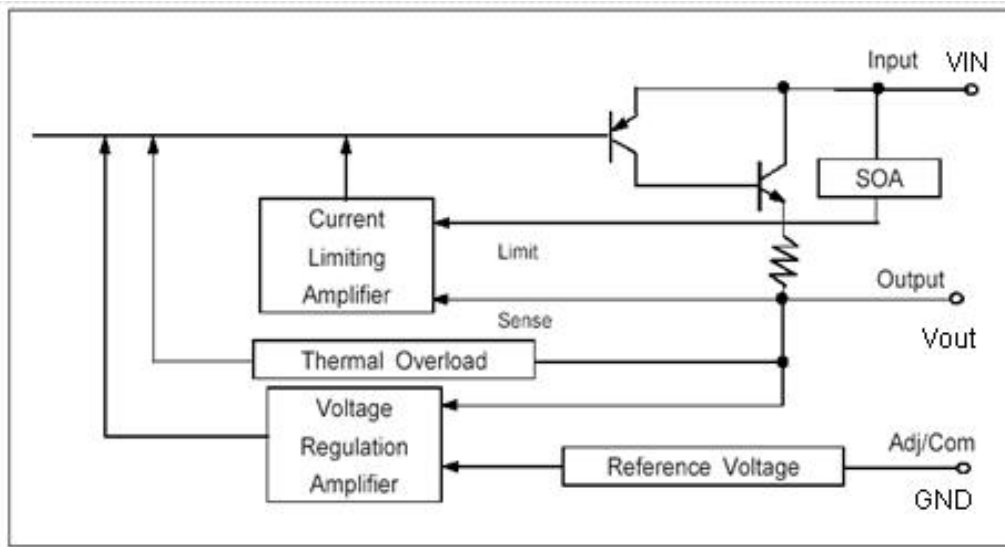 Input VIN
SOA
Current
Limiting
Amplifier
Limit
Output
Sense
Vout
Thermal Overload
Voltage
Regulation
Amplifier
Adj/Com
Reference Voltage
GND